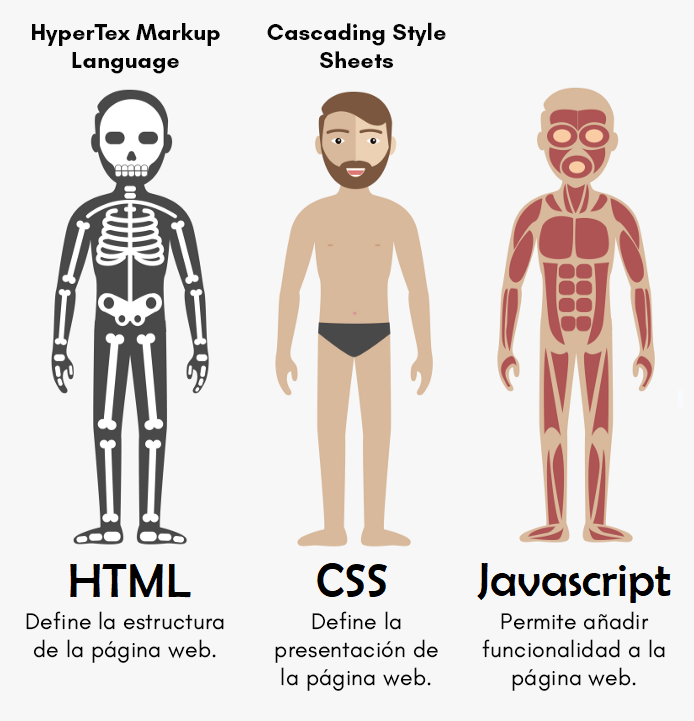 HyperTex Markup
Language
Cascading Style
Sheets
HTML
Define la estructura
de la página web.
CSS
Define la
presentación de
la página web.
Javascript
Permite añadir
funcionalidad a la
página web.